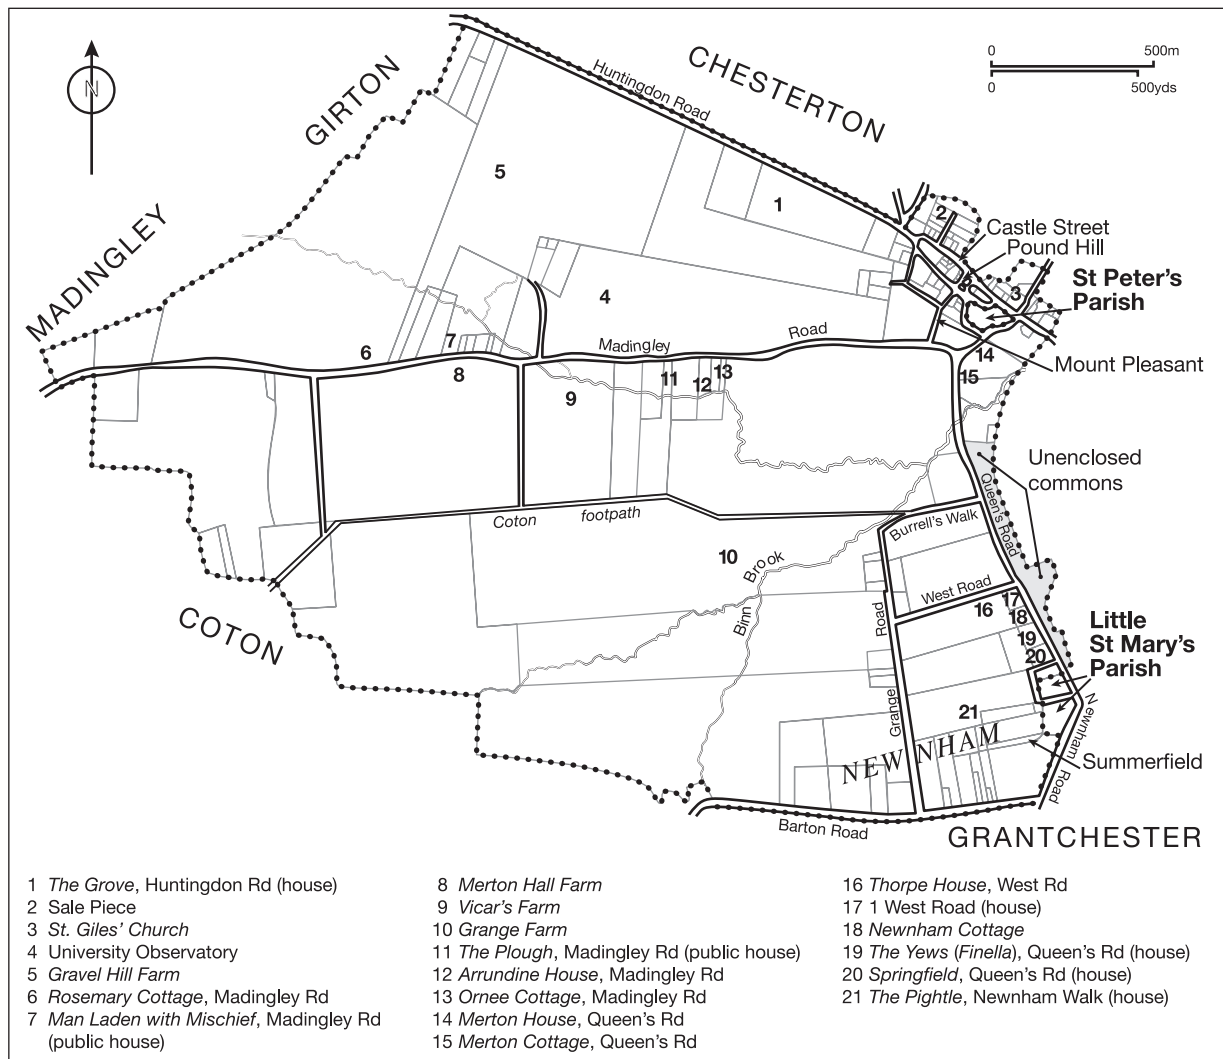 0 500m
0 500yds
N
CHESTERTON
GIRTON
MADINGLEY
COTON
GRANTCHESTER
NEWNHAM
Huntingdon Road
Castle Street
Pound Hill
St Peter's
Parish
Mount Pleasant
Madingley Road
Unenclosed
commons
Queen's Road
Coton footpath
Burrell's Walk
West Road
Binn Brook
Grange Road
Little
St Mary's
Parish
Newnham Road
Summerfield
Barton Road
5
1
2
3
4
6
7
8
9
11
12
13
14
15
10
16
17
18
19
20
21
1 The Grove, Huntingdon Rd (house)
2 Sale Piece
3 St. Giles' Church
4 University Observatory
5 Gravel Hill Farm
6 Rosemary Cottage, Madingley Rd
7 Man Laden with Mischief, Madingley Rd
(public house)
8 Merton Hall Farm
9 Vicar's Farm
10 Grange Farm
11 The Plough, Madingley Rd (public house)
12 Arrundine House, Madingley Rd
13 Ornee Cottage, Madingley Rd
14 Merton House, Queen's Rd
15 Merton Cottage, Queen's Rd
16 Thorpe House, West Rd
17 1 West Road (house)
18 Newnham Cottage
19 The Yews (Finella), Queen's Rd (house)
20 Springfield, Queen's Rd (house)
21 The Pightle, Newnham Walk (house)